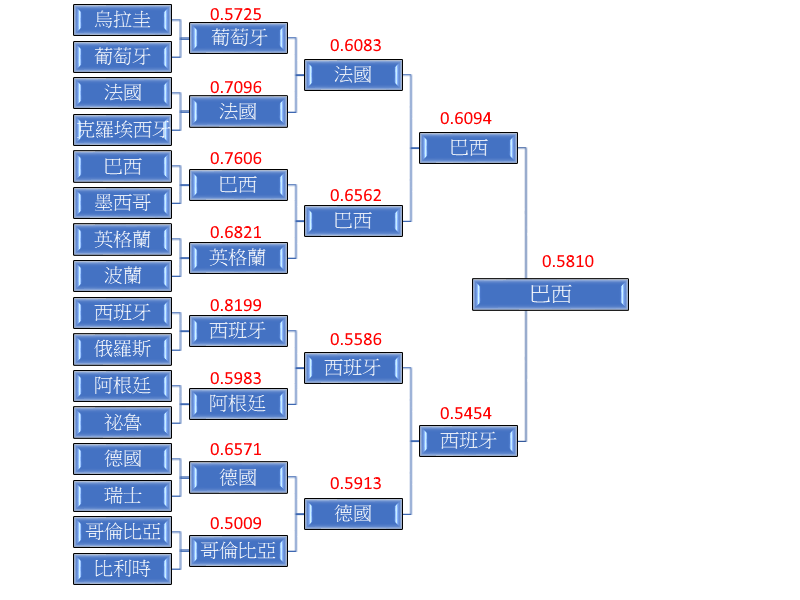 烏拉圭
葡萄牙
法國
克羅埃西牙
巴西
墨西哥
英格蘭
波蘭
西班牙
俄羅斯
阿根廷
祕魯
德國
瑞士
哥倫比亞
比利時
0.5725
葡萄牙
0.7096
法國
0.7606
巴西
0.6821
英格蘭
0.8199
西班牙
0.5983
阿根廷
0.6571
德國
0.5009
哥倫比亞
0.6083
法國
0.6562
巴西
0.5586
西班牙
0.5913
德國
0.6094
巴西
0.5454
西班牙
0.5810
巴西